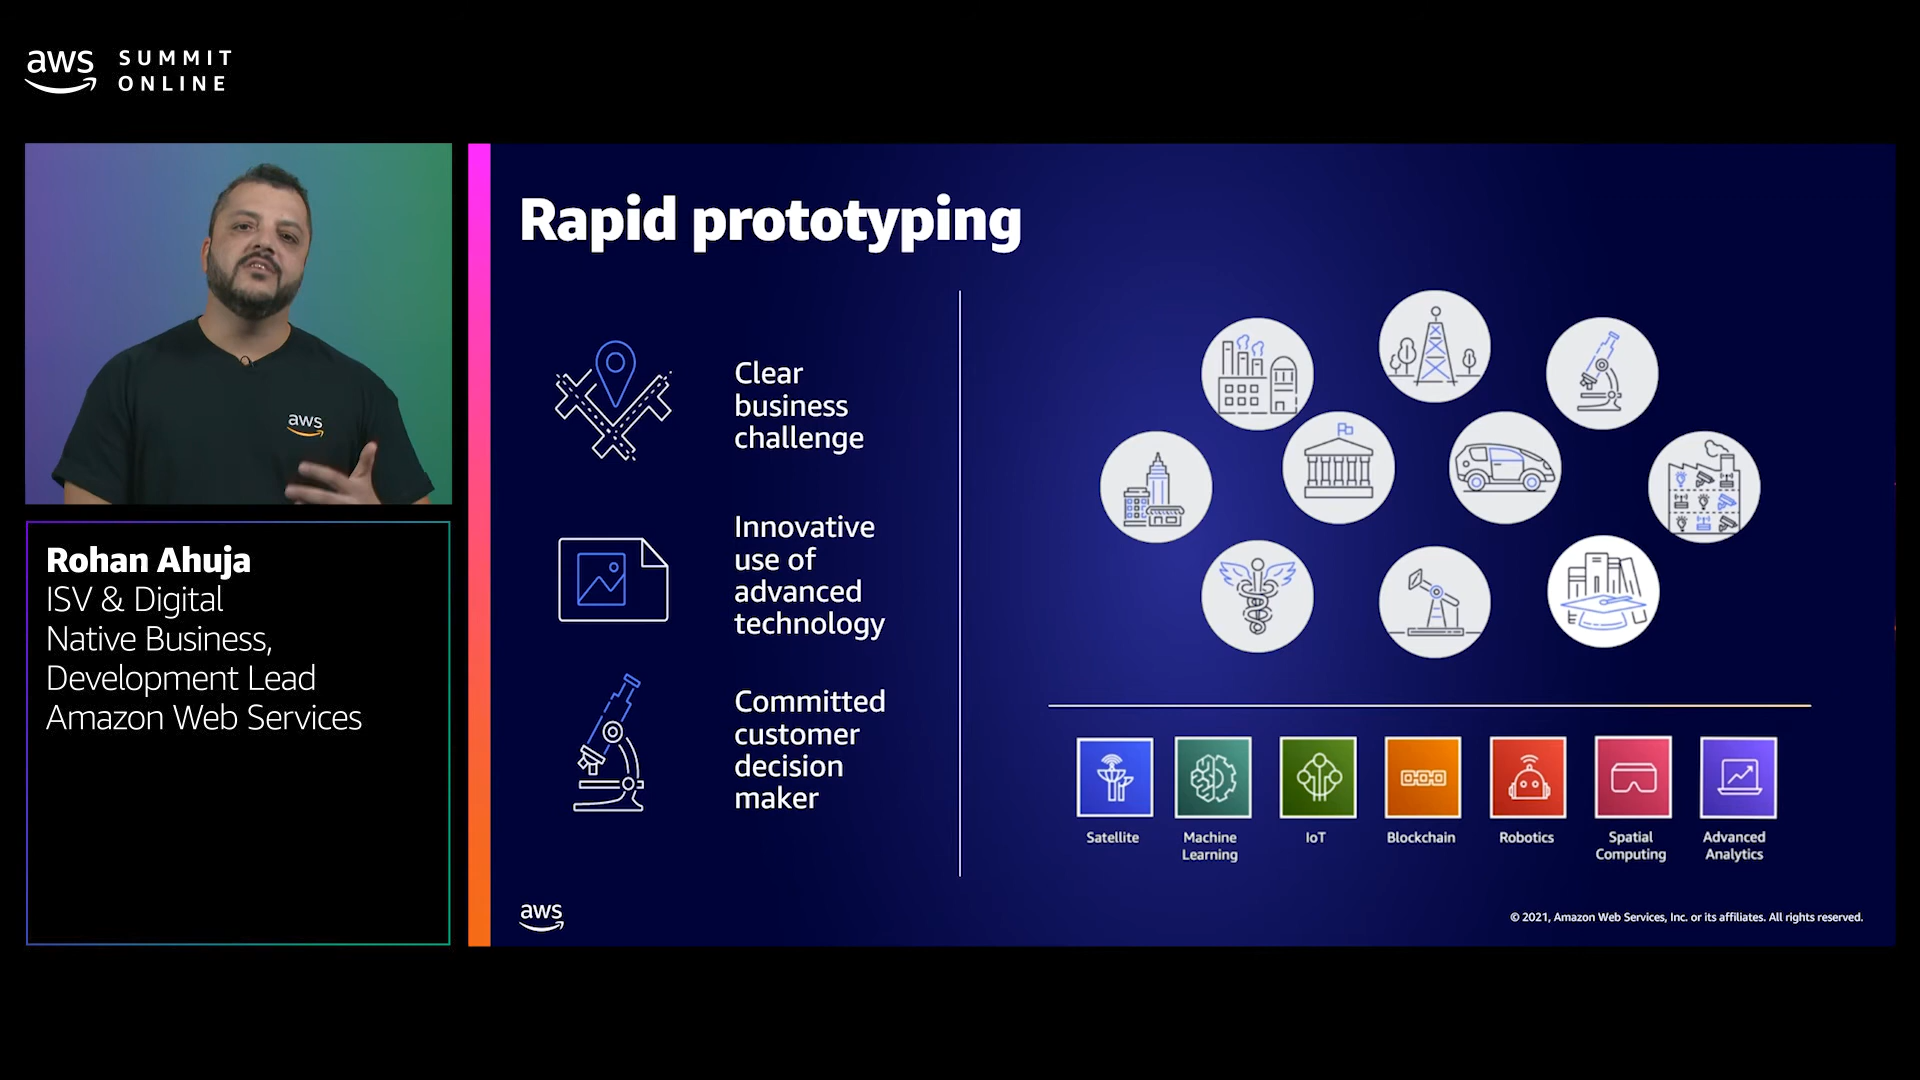 aws SUMMIT
ONLINE
aws
Rohan Ahuja
ISV & Digital
Native Business,
Development Lead
Amazon Web Services
Rapid prototyping
Clear
business
challenge
Innovative
use of
advanced
technology
Committed
customer
decision
maker
Satellite
Machine
Learning
IoT
Blockchain
Robotics
Spatial
Computing
Advanced
Analytics
aws
© 2021, Amazon Web Services, Inc. or its affiliates. All rights reserved.